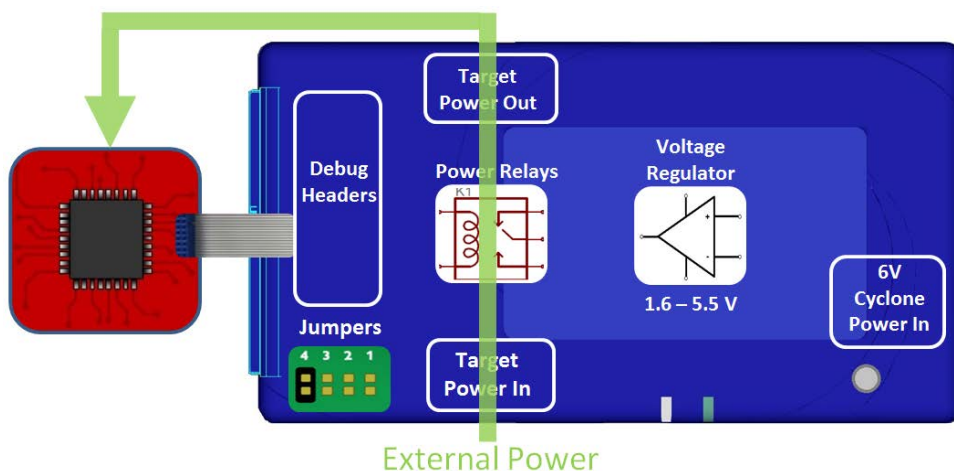 Target
Power Out
Debug
Headers
Power Relays
K1
Voltage
Regulator
+
-
1.6 – 5.5 V
6V
Cyclone
Power In
Jumpers
4 3 2 1
Target
Power In
External Power